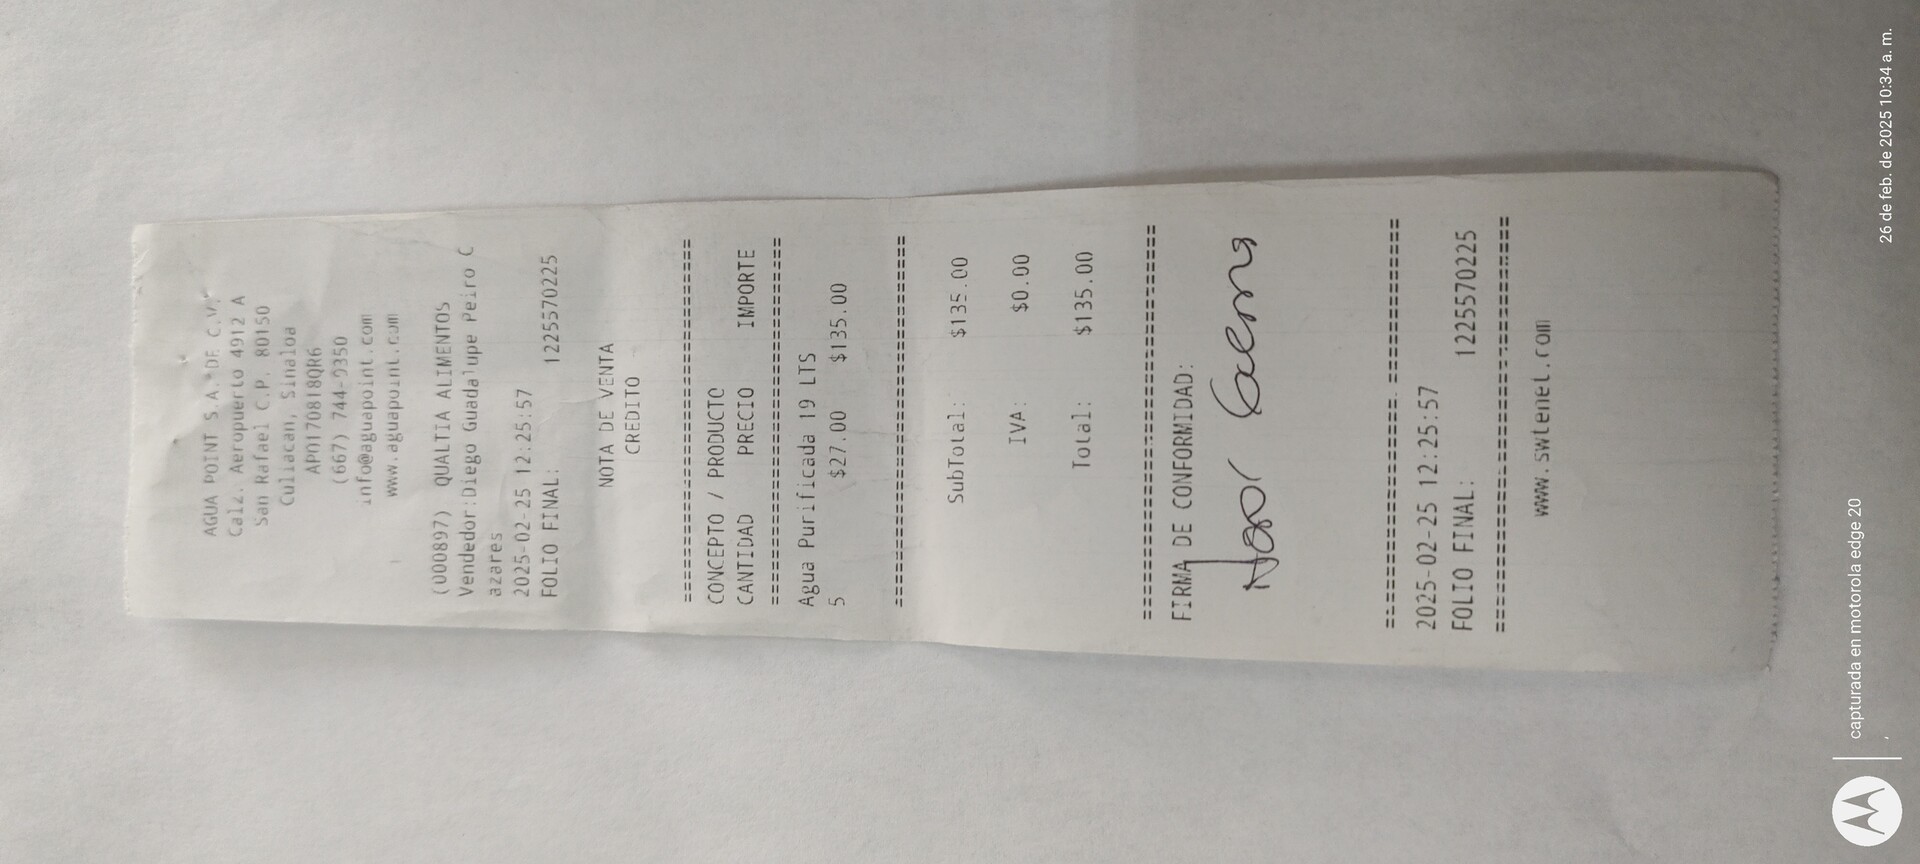 AGUA POINT S.A. DE C.V.
Calz. Aeropuerto 4912 A
San Rafael C.P. 80150
Culiacan, Sinaloa
APO170818QR6
(667) 744-9350
info@aguapoint.com
www.aguapoint.com
(000897) QUALTIA ALIMENTOS
Vendedor:Diego Guadalupe Peiro C
azares
2025-02-25 12:25:57
FOLIO FINAL: 1225570225
NOTA DE VENTA
CREDITO
================================
CONCEPTO / PRODUCTO
CANTIDAD PRECIO IMPORTE
================================
Agua Purificada 19 LTS
5 $27.00 $135.00
================================
SubTotal: $135.00
IVA: $0.00
Total: $135.00
================================
FIRMA DE CONFORMIDAD:
================================
2025-02-25 12:25:57
FOLIO FINAL: 1225570225
================================
www.swtenel.com
capturada en motorola edge 20
26 de feb. de 2025 10:34 a. m.